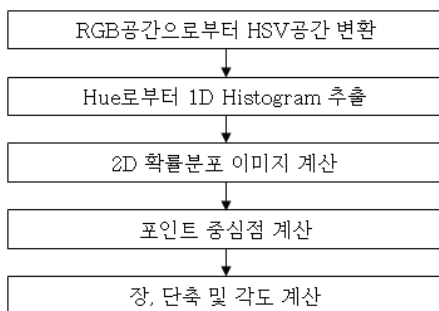 RGB공간으로부터 HSV공간 변환
Hue로부터 1D Histogram 추출
2D 확률분포 이미지 계산
포인트 중심점 계산
장, 단축 및 각도 계산